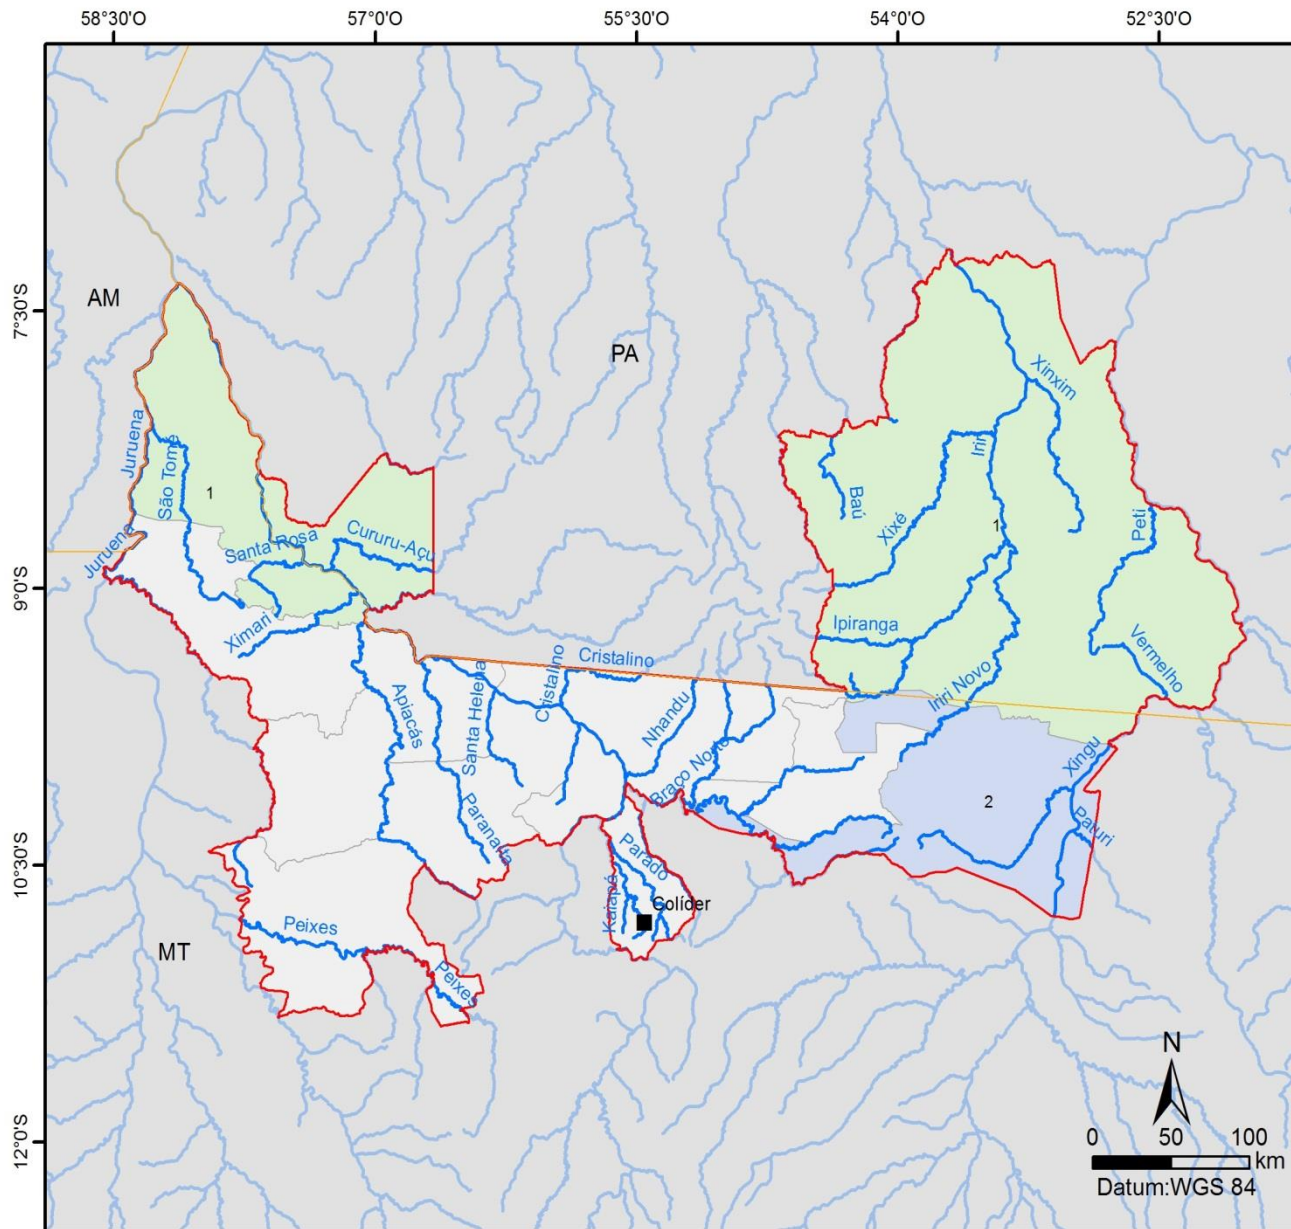 58°30'O
57°0'O
55°30'O
54°0'O
52°30'O
7°30'S
9°0'S
10°30'S
12°0'S
AM
PA
MT
Juruena
São Tomé
1
Juruena
Santa Rosa
Cururu-Açu
Ximari
Apiacás
Santa Helena
Cristalino
Cristalino
Nhandu
Braço Norte
Paranaíta
Parado
Kaiapó
Colíder
Peixes
Peixes
Xinxim
Iriri
Baú
Xixé
1
Peti
Ipiranga
Vermelho
Iriri Novo
Xingu
2
Paturi
N
0 50 100
km
Datum:WGS 84